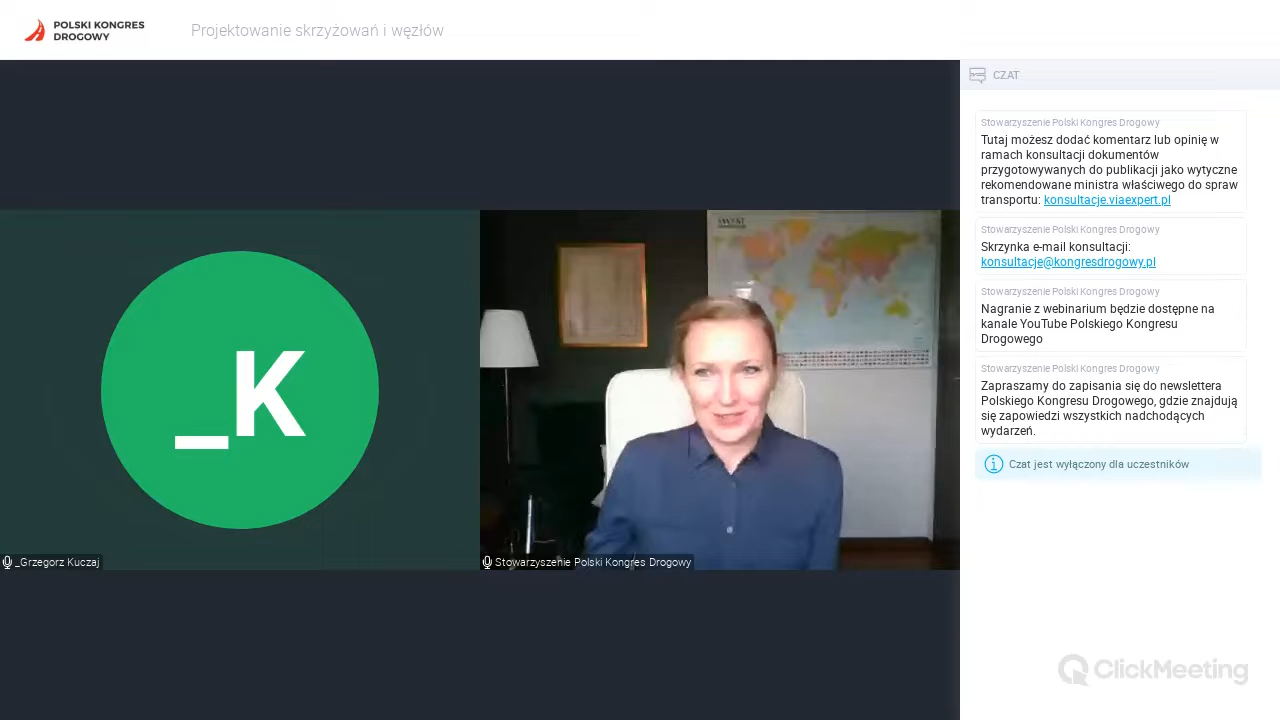 POLSKI KONGRES
DROGOWY
Projektowanie skrzyżowań i węzłów
CZAT
Stowarzyszenie Polski Kongres Drogowy
Tutaj możesz dodać komentarz lub opinię w
ramach konsultacji dokumentów
przygotowywanych do publikacji jako wytyczne
rekomendowane ministra właściwego do spraw
transportu: konsultacje.viaexpert.pl
Stowarzyszenie Polski Kongres Drogowy
Skrzynka e-mail konsultacji:
konsultacje@kongresdrogowy.pl
Stowarzyszenie Polski Kongres Drogowy
Nagranie z webinarium będzie dostępne na
kanale YouTube Polskiego Kongresu
Drogowego
Stowarzyszenie Polski Kongres Drogowy
Zapraszamy do zapisania się do newslettera
Polskiego Kongresu Drogowego, gdzie znajdują
się zapowiedzi wszystkich nadchodzących
wydarzeń.
Czat jest wyłączony dla uczestników
_K
_Grzegorz Kuczaj
ŚWIAT
Stowarzyszenie Polski Kongres Drogowy
ClickMeeting